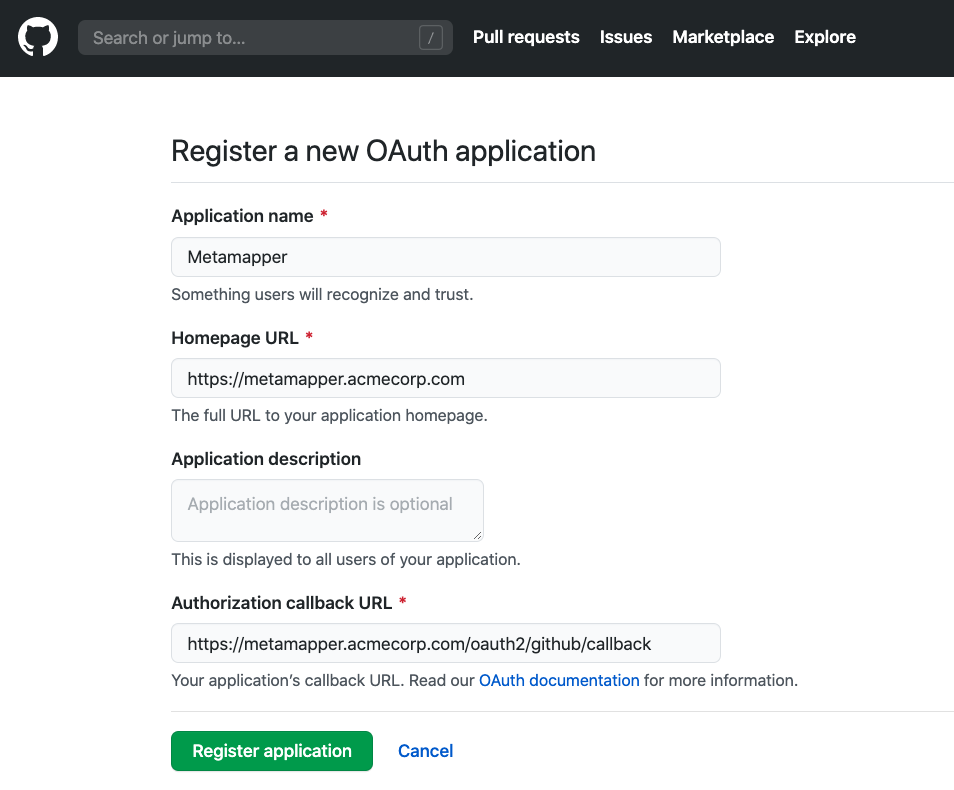 Search or jump to... /
Pull requests Issues Marketplace Explore
Register a new OAuth application
Application name *
Metamapper
Something users will recognize and trust.
Homepage URL *
https://metamapper.acmecorp.com
The full URL to your application homepage.
Application description
Application description is optional
This is displayed to all users of your application.
Authorization callback URL *
https://metamapper.acmecorp.com/oauth2/github/callback
Your application’s callback URL. Read our OAuth documentation for more information.
Register application Cancel